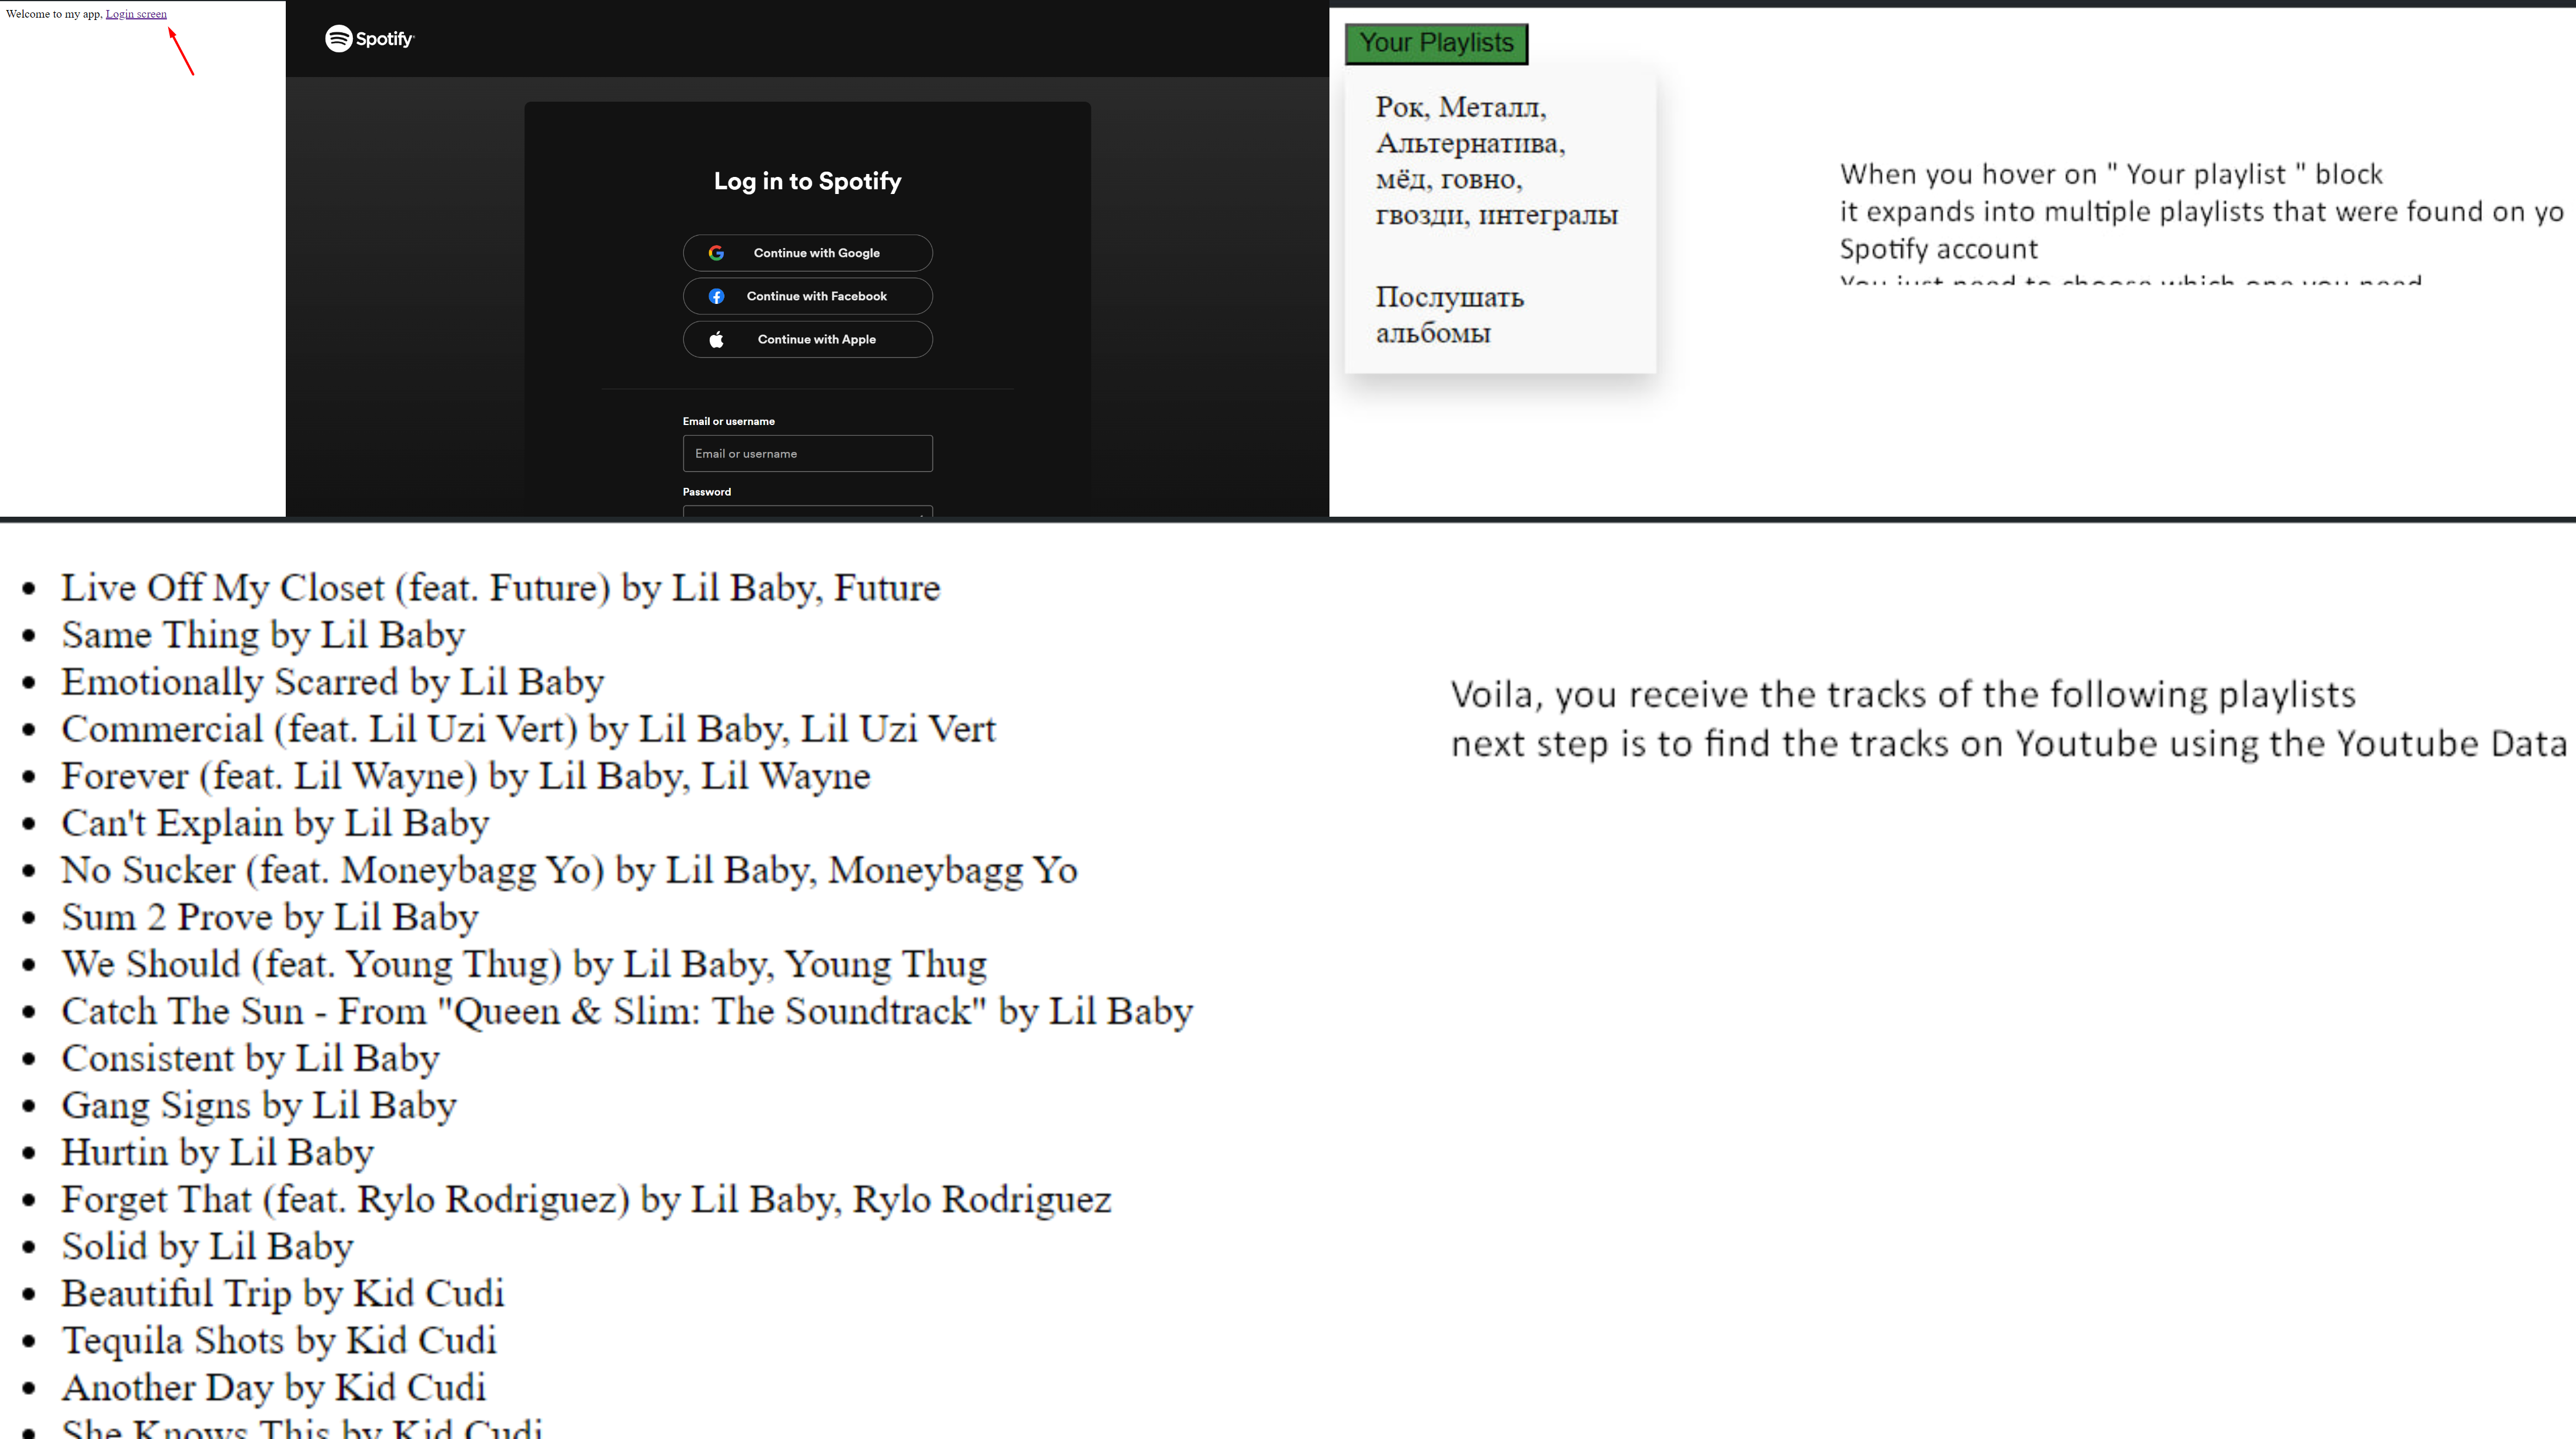 Welcome to my app, Login screen
Spotify
Log in to Spotify
Continue with Google
Continue with Facebook
Continue with Apple
Email or username
Email or username
Password
Your Playlists
Рок, Металл,
Альтернатива,
мёд, говно,
гвозди, интегралы
Послушать
альбомы
When you hover on " Your playlist " block
it expands into multiple playlists that were found on yo
Spotify account
You just need to choose which one you need
• Live Off My Closet (feat. Future) by Lil Baby, Future
• Same Thing by Lil Baby
• Emotionally Scarred by Lil Baby
• Commercial (feat. Lil Uzi Vert) by Lil Baby, Lil Uzi Vert
• Forever (feat. Lil Wayne) by Lil Baby, Lil Wayne
• Can't Explain by Lil Baby
• No Sucker (feat. Moneybagg Yo) by Lil Baby, Moneybagg Yo
• Sum 2 Prove by Lil Baby
• We Should (feat. Young Thug) by Lil Baby, Young Thug
• Catch The Sun - From "Queen & Slim: The Soundtrack" by Lil Baby
• Consistent by Lil Baby
• Gang Signs by Lil Baby
• Hurtin by Lil Baby
• Forget That (feat. Rylo Rodriguez) by Lil Baby, Rylo Rodriguez
• Solid by Lil Baby
• Beautiful Trip by Kid Cudi
• Tequila Shots by Kid Cudi
• Another Day by Kid Cudi
• She Knows This by Kid Cudi
Voila, you receive the tracks of the following playlists
next step is to find the tracks on Youtube using the Youtube Data